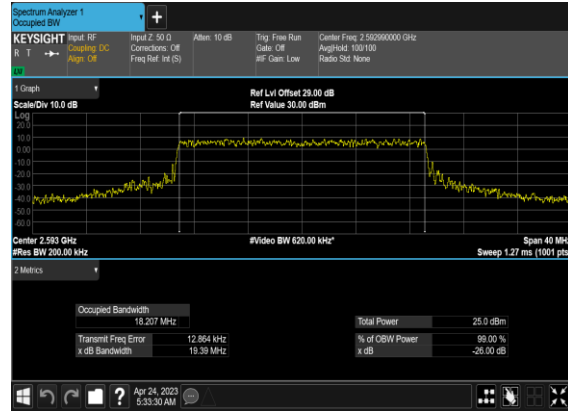 Spectrum Analyzer 1
Occupied BW
+
KEYSIGHT Input: RF Input Z: 50 Ω Atten: 10 dB Trig: Free Run Center Freq: 2.592990000 GHz
R T Coupling: DC Corrections: Off Gate: Off Avg|Hold: 100/100
Align: Off Freq Ref: Int (S) #IF Gain: Low Radio Std: None
1 Graph
Ref Lvl Offset 29.00 dB
Scale/Div 10.0 dB Ref Value 30.00 dBm
Log
20.0
10.0
0.00
-10.0
-20.0
-30.0
-40.0
-50.0
-60.0
Center 2.593 GHz #Video BW 620.00 kHz* Span 40 MHz
#Res BW 200.00 kHz Sweep 1.27 ms (1001 pts
2 Metrics
Occupied Bandwidth
18.207 MHz Total Power 25.0 dBm
Transmit Freq Error 12.864 kHz % of OBW Power 99.00 %
x dB Bandwidth 19.39 MHz x dB -26.00 dB
? Apr 24, 2023
5:33:30 AM